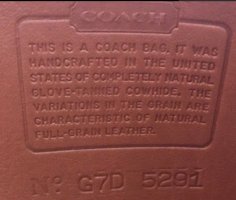 COACH
THIS IS A COACH BAG. IT WAS
HANDCRAFTED IN THE UNITED
STATES OF COMPLETELY NATURAL
GLOVE-TANNED COWHIDE. THE
VARIATIONS IN THE GRAIN ARE
CHARACTERISTIC OF NATURAL
FULL-GRAIN LEATHER.
Nº G7D 5291